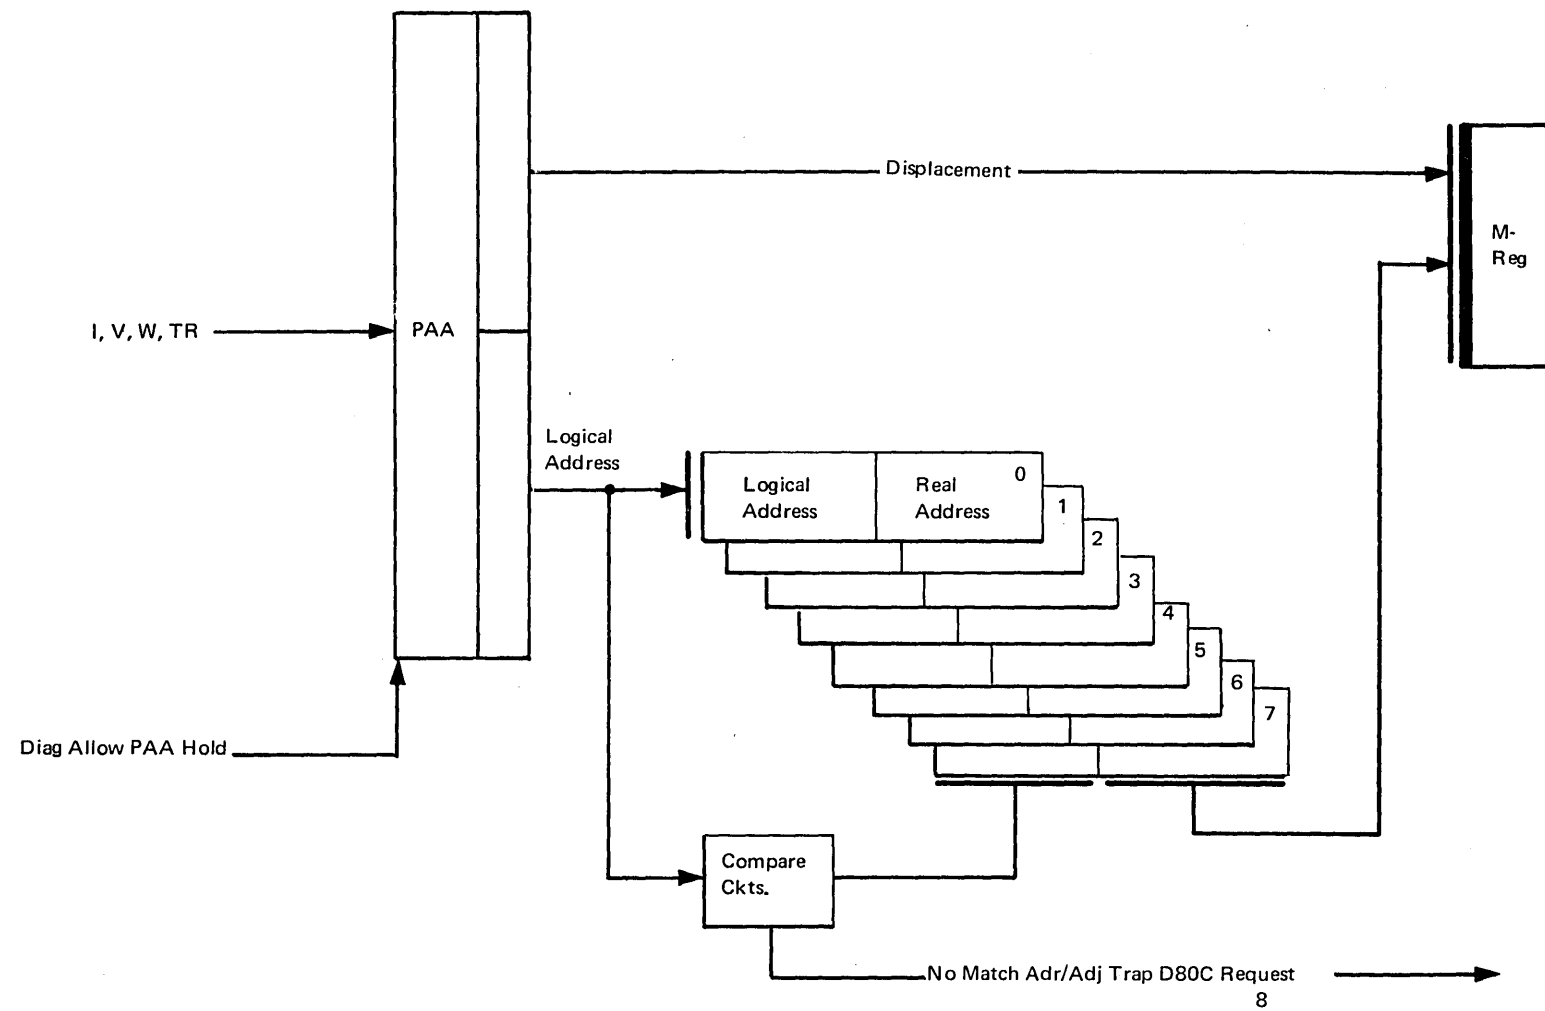 Displacement
M-
Reg
I, V, W, TR
PAA
Logical
Address
Logical
Address
Real
Address
0
1
2
3
4
5
6
7
Diag Allow PAA Hold
Compare
Ckts.
No Match Adr/Adj Trap D80C Request
8